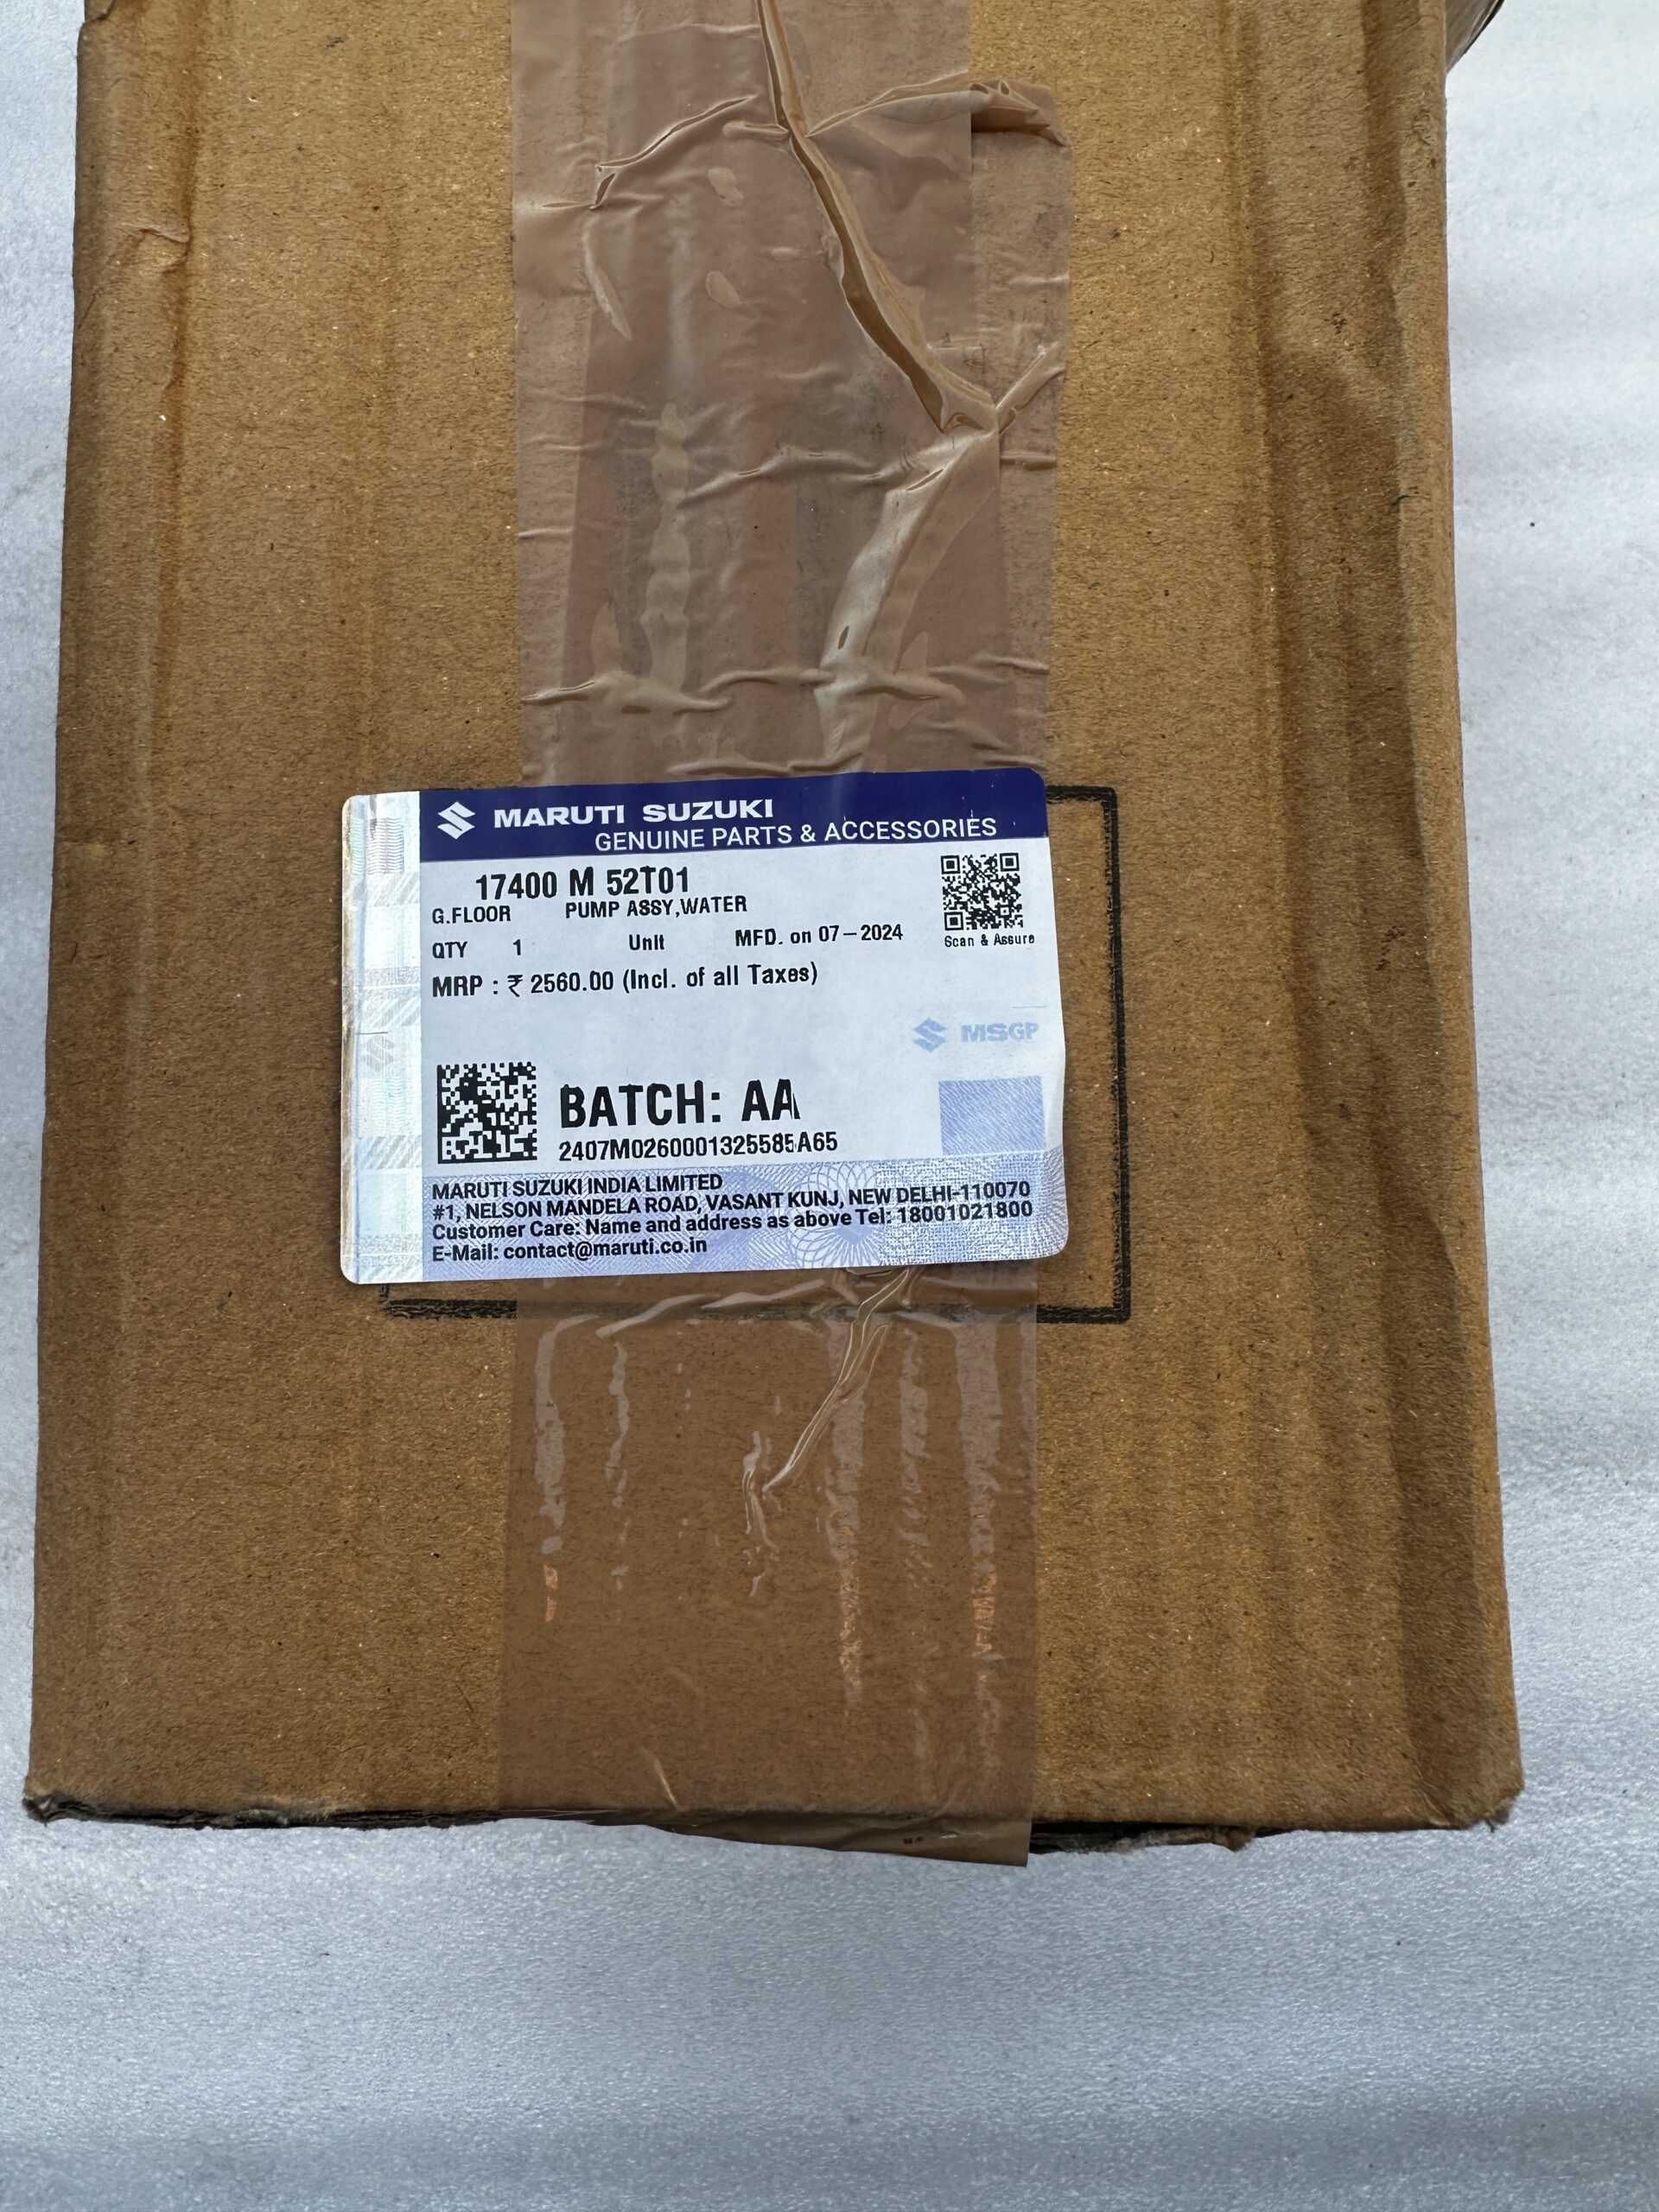 MARUTI SUZUKI
GENUINE PARTS & ACCESSORIES
17400 M 52T01
G.FLOOR PUMP ASSY,WATER
QTY 1 Unit MFD. on 07-2024
Scan & Assure
MRP : ₹ 2560.00 (Incl. of all Taxes)
MSGP
BATCH: AA
2407M0260001325585A65
MARUTI SUZUKI INDIA LIMITED
#1, NELSON MANDELA ROAD, VASANT KUNJ, NEW DELHI-110070
Customer Care: Name and address as above Tel: 18001021800
E-Mail: contact@maruti.co.in